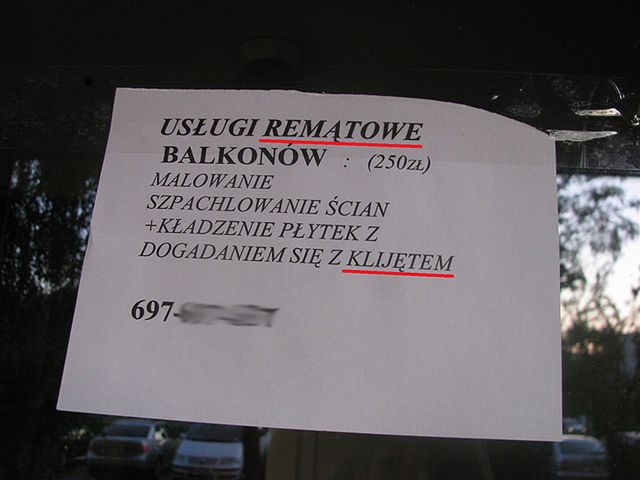 USŁUGI REMĄTOWE
BALKONÓW : (250ZŁ)
MALOWANIE
SZPACHLOWANIE ŚCIAN
+KŁADZENIE PŁYTEK Z
DOGADANIEM SIĘ Z KLIJĘTEM
697-